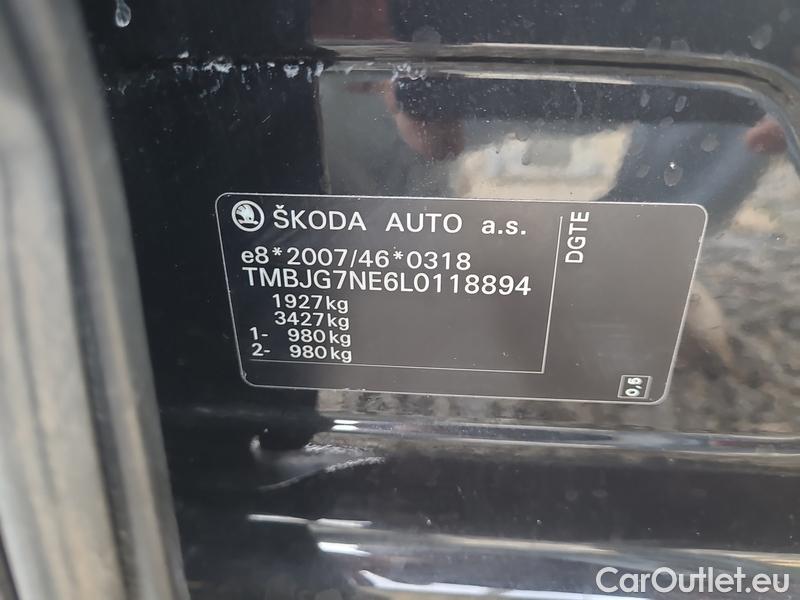 ŠKODA AUTO a.s.
e8*2007/46*0318
TMBJG7NE6L0118894
1927kg
3427kg
1- 980kg
2- 980kg
DGTE
0,5
CarOutlet.eu